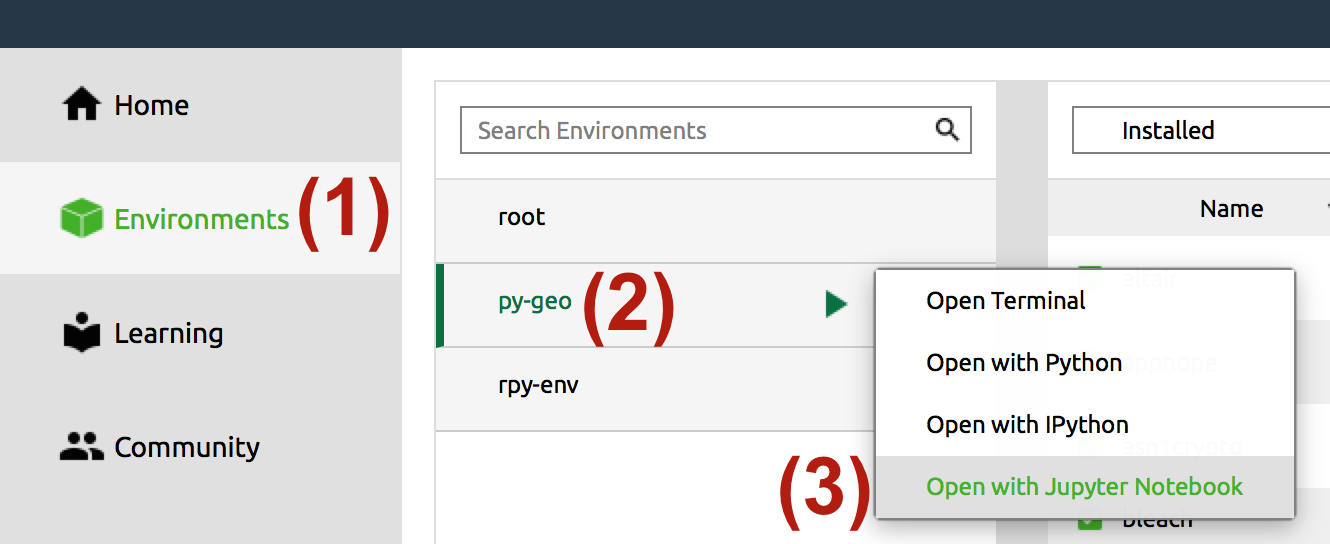 Home
Environments (1)
Learning
Community
Search Environments
root
py-geo (2)
rpy-env
(3)
Open Terminal
Open with Python
Open with IPython
Open with Jupyter Notebook
Installed
Name
altair
appnope
asn1crypto
bleach